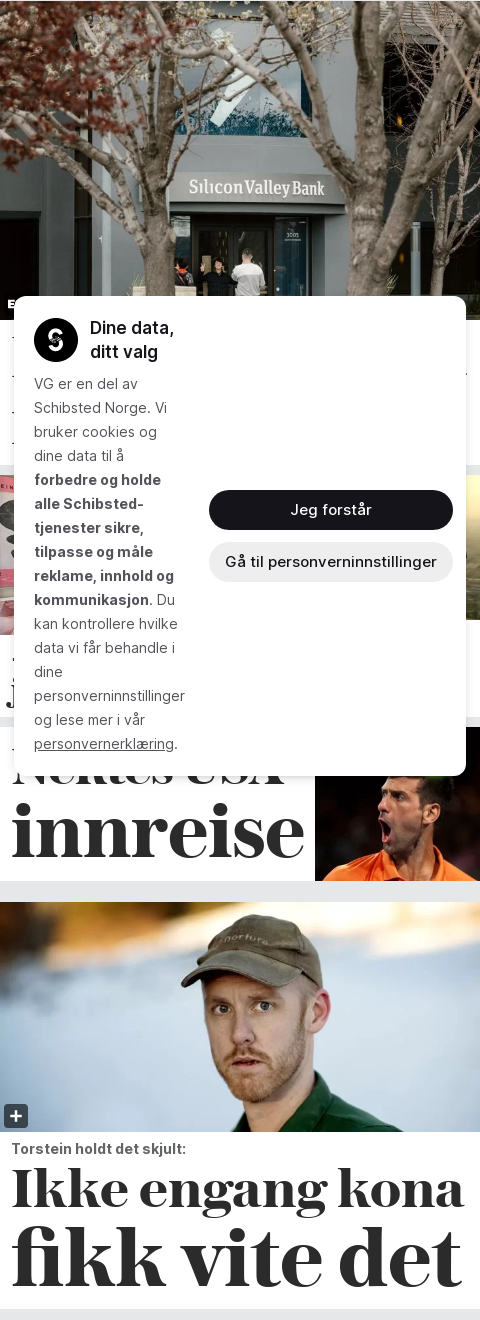 Silicon Valley Bank
3005
Dine data,
ditt valg
VG er en del av
Schibsted Norge. Vi
bruker cookies og
dine data til å
forbedre og holde
alle Schibsted-
tjenester sikre,
tilpasse og måle
reklame, innhold og
kommunikasjon. Du
kan kontrollere hvilke
data vi får behandle i
dine
personverninnstillinger
og lese mer i vår
personvernerklæring.
Jeg forstår
Gå til personverninnstillinger
Nektes USA-
innreise
norture
Torstein holdt det skjult:
Ikke engang kona
fikk vite det